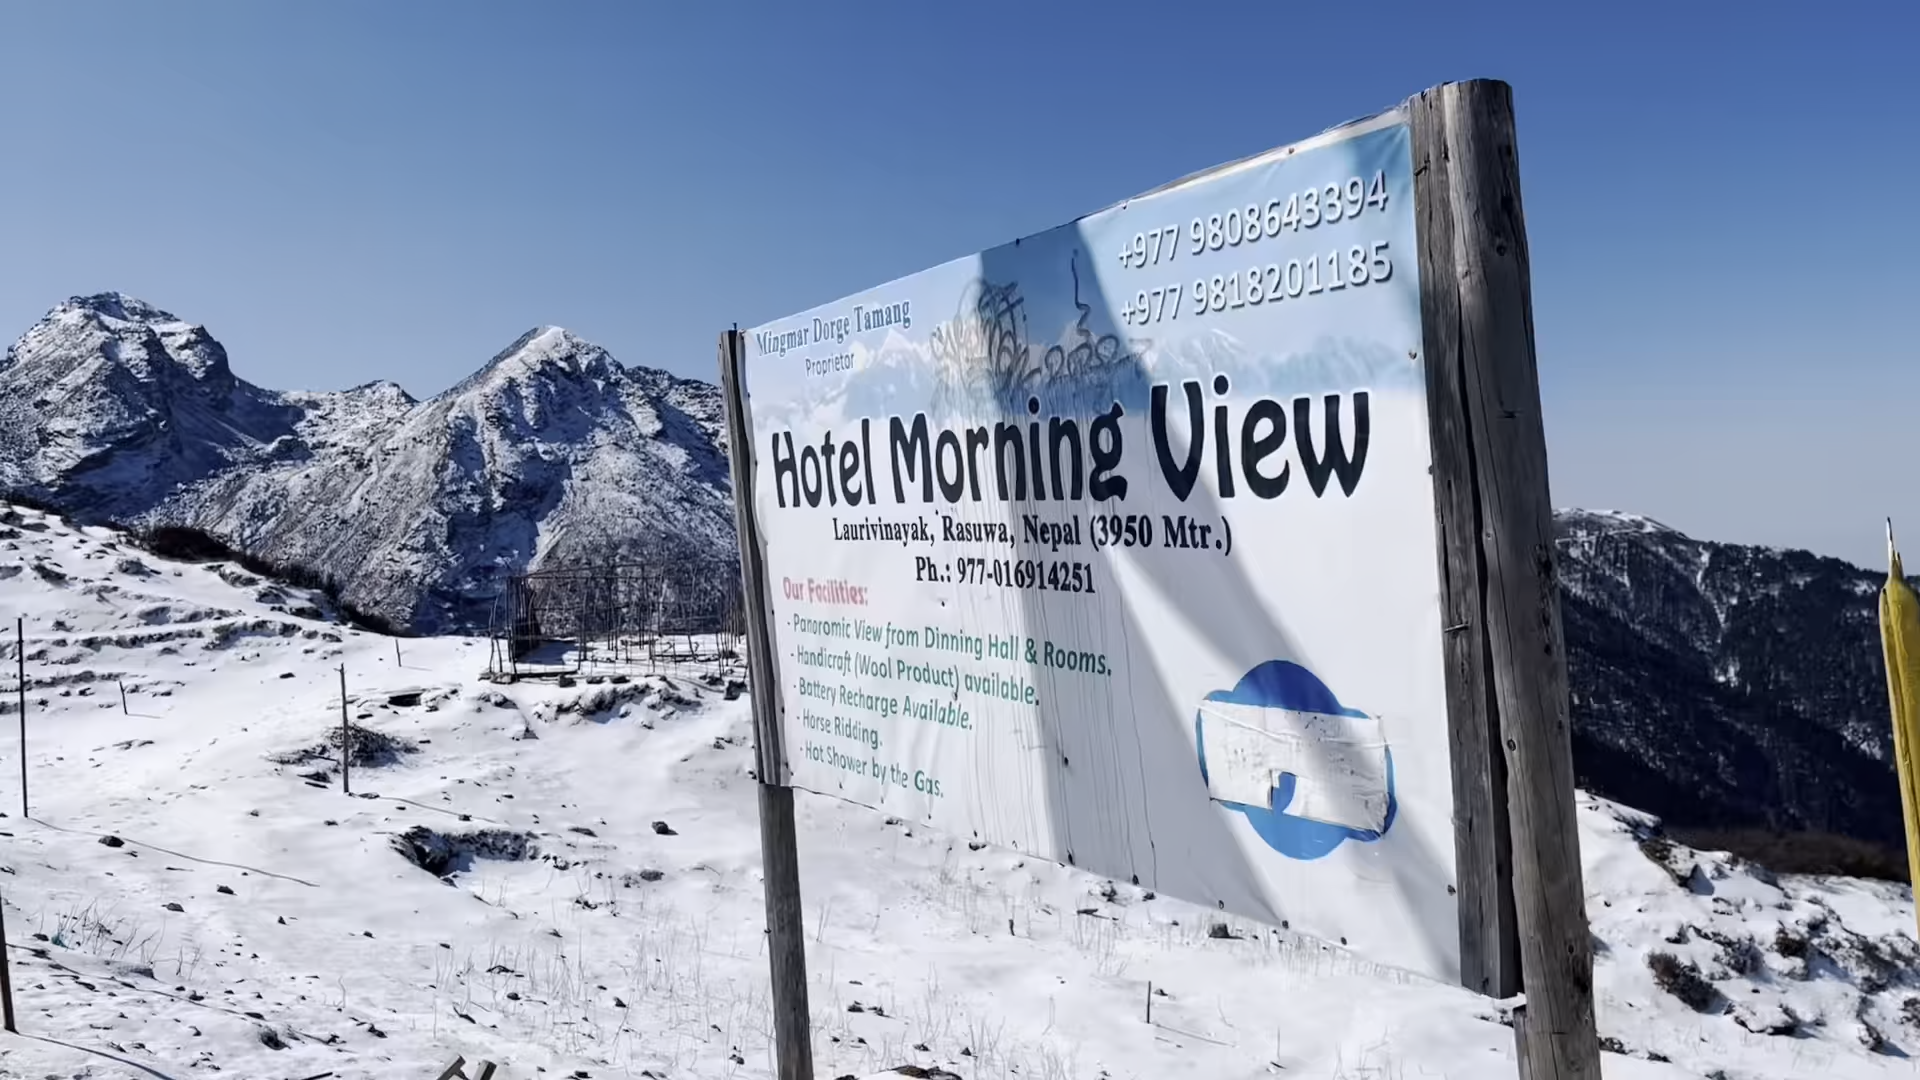 +977 9808643394
+977 9818201185
Mingmar Dorge Tamang
Proprietor
Hotel Morning View
Laurivinayak, Rasuwa, Nepal (3950 Mtr.)
Ph.: 977-016914251
Our Facilities:
- Panoromic View from Dinning Hall & Rooms.
- Handicraft (Wool Product) available.
- Battery Recharge Available.
- Horse Ridding.
- Hot Shower by the Gas.